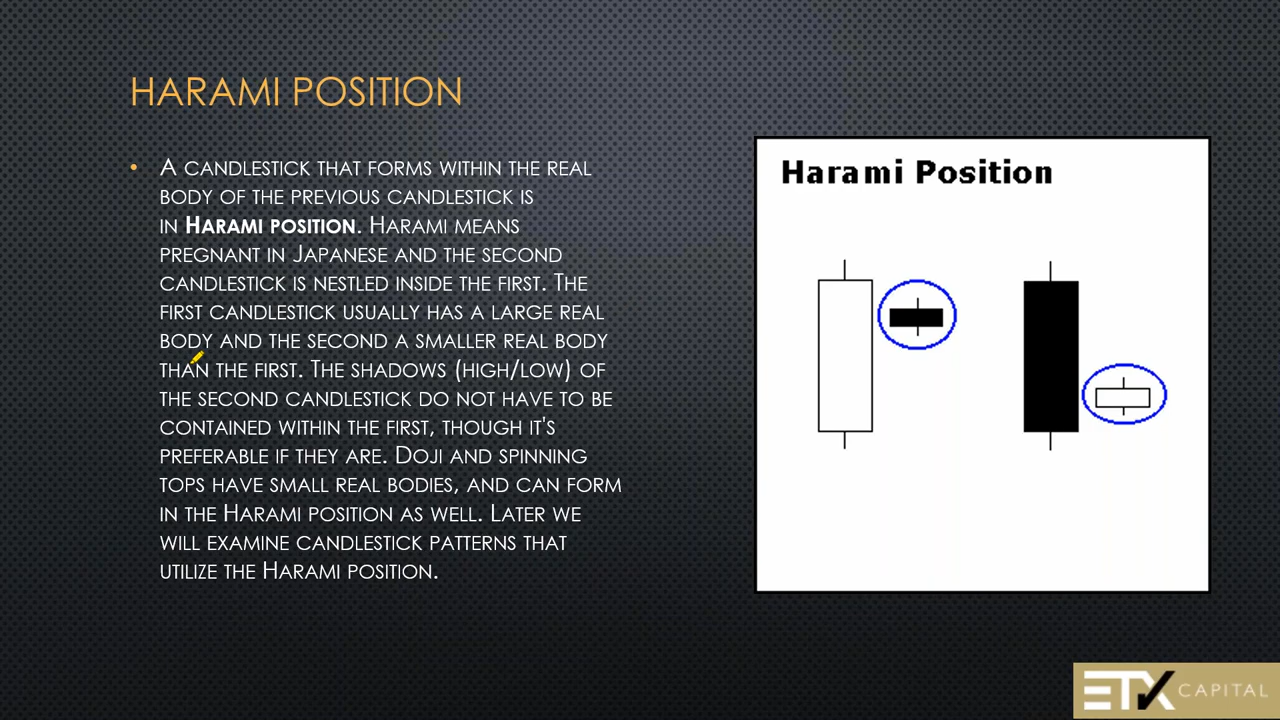 HARAMI POSITION
• A CANDLESTICK THAT FORMS WITHIN THE REAL
BODY OF THE PREVIOUS CANDLESTICK IS
IN HARAMI POSITION. HARAMI MEANS
PREGNANT IN JAPANESE AND THE SECOND
CANDLESTICK IS NESTLED INSIDE THE FIRST. THE
FIRST CANDLESTICK USUALLY HAS A LARGE REAL
BODY AND THE SECOND A SMALLER REAL BODY
THAN THE FIRST. THE SHADOWS (HIGH/LOW) OF
THE SECOND CANDLESTICK DO NOT HAVE TO BE
CONTAINED WITHIN THE FIRST, THOUGH IT'S
PREFERABLE IF THEY ARE. DOJI AND SPINNING
TOPS HAVE SMALL REAL BODIES, AND CAN FORM
IN THE HARAMI POSITION AS WELL. LATER WE
WILL EXAMINE CANDLESTICK PATTERNS THAT
UTILIZE THE HARAMI POSITION.
Harami Position
ETX CAPITAL